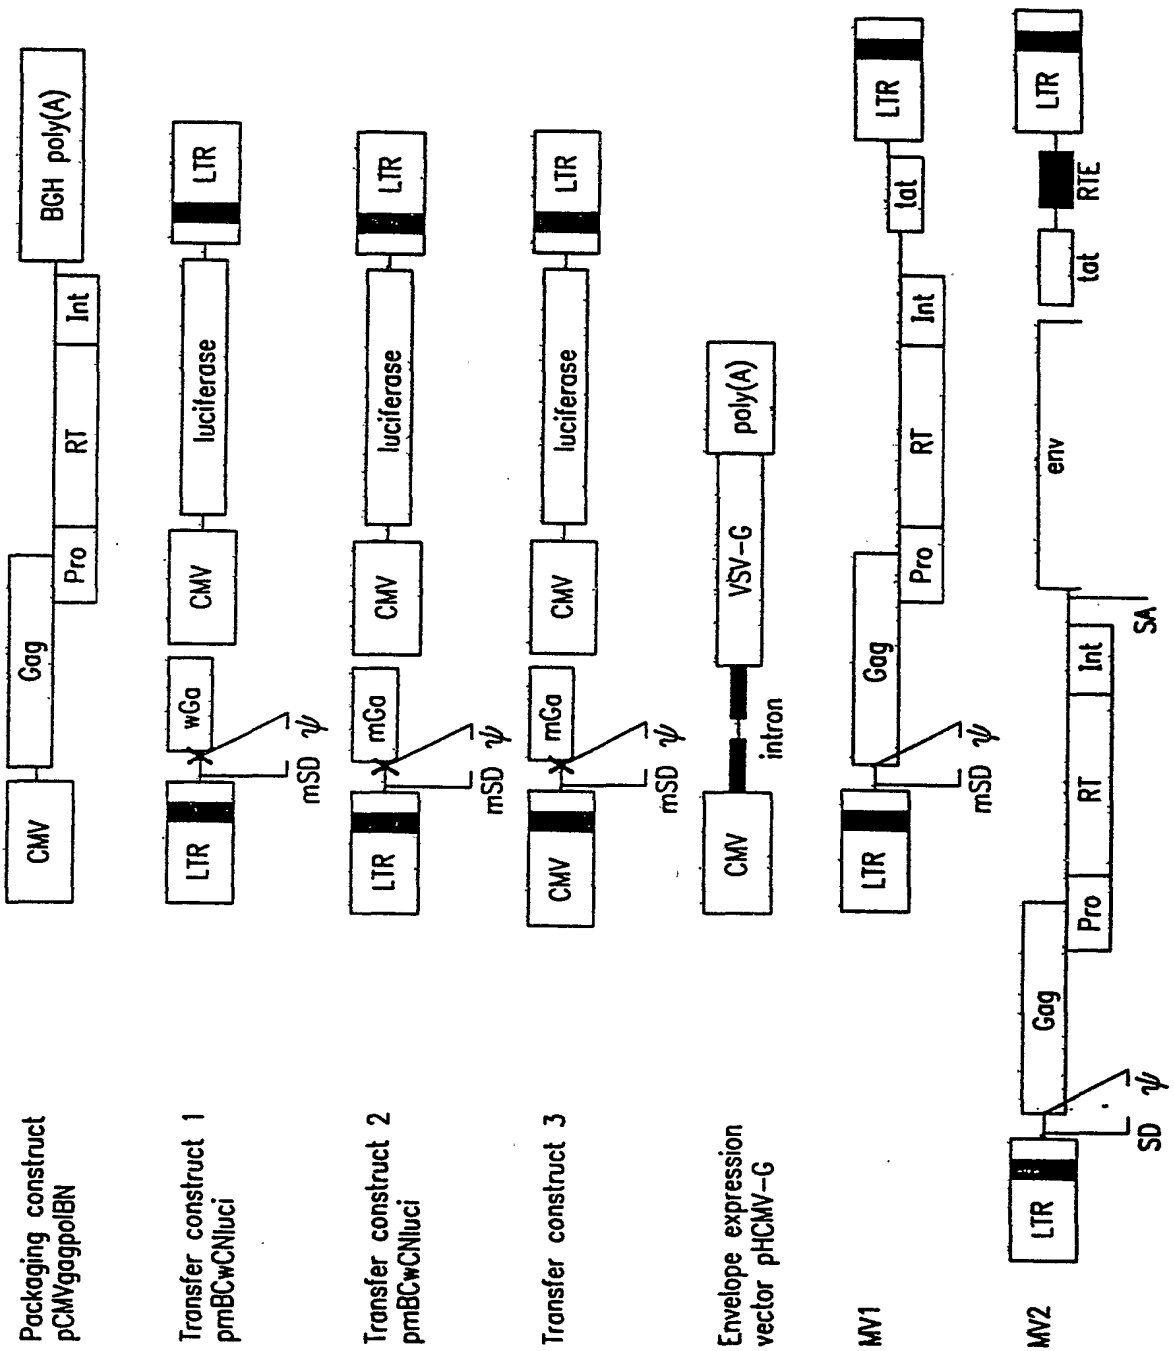 Packaging construct
pCMVgagpolBN
CMV
Gag
Pro
RT
Int
BGH poly(A)
Transfer construct 1
pmBCwCNluci
LTR
mSD
ψ
wGa
CMV
luciferase
LTR
Transfer construct 2
pmBCwCNluci
LTR
mSD
ψ
mGa
CMV
luciferase
LTR
Transfer construct 3
CMV
mSD
ψ
mGa
CMV
luciferase
LTR
Envelope expression
vector pHCMV-G
CMV
intron
VSV-G
poly(A)
MV1
LTR
mSD
ψ
Gag
Pro
RT
Int
tat
LTR
MV2
LTR
SD
ψ
Gag
Pro
RT
Int
SA
env
tat
RTE
LTR